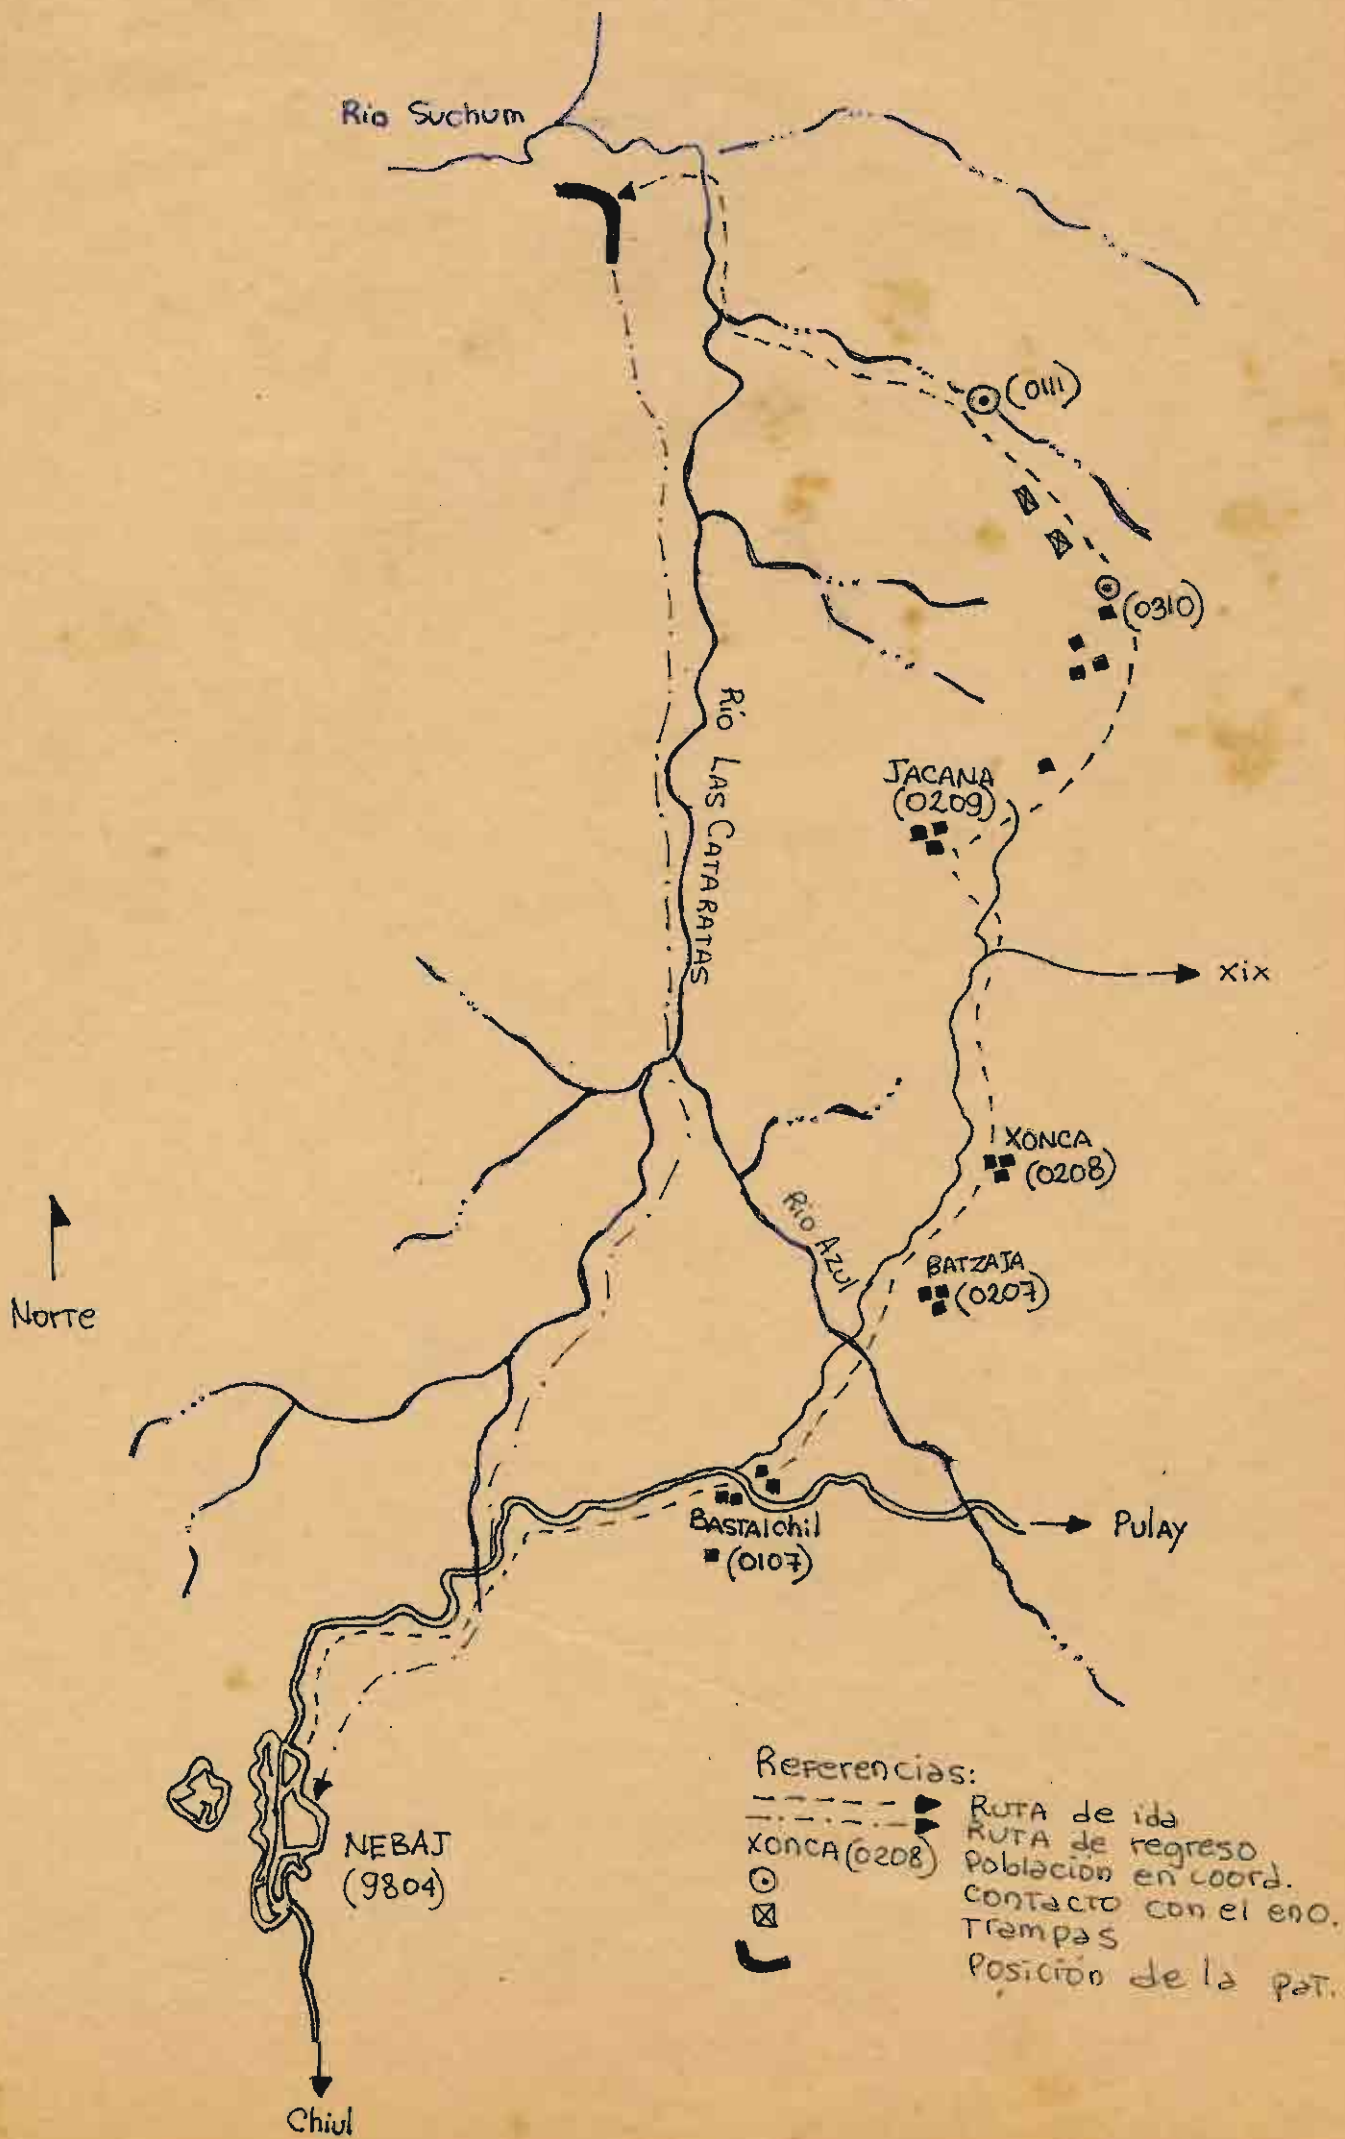 Rio Suchum
(0111)
(0310)
Río LAS CATARATAS
JACANA
(0209)
xix
XONCA
(0208)
Río AZul
BATZAJA
(0207)
Norte
BASTAlchil
(0107)
Pulay
NEBAJ
(9804)
Chiul
Referencias:
RUTA de ida
RUTA de regreso
XONCA (0208) Poblacion en coord.
Contacto con el eno.
Trampas
Posición de la pat.